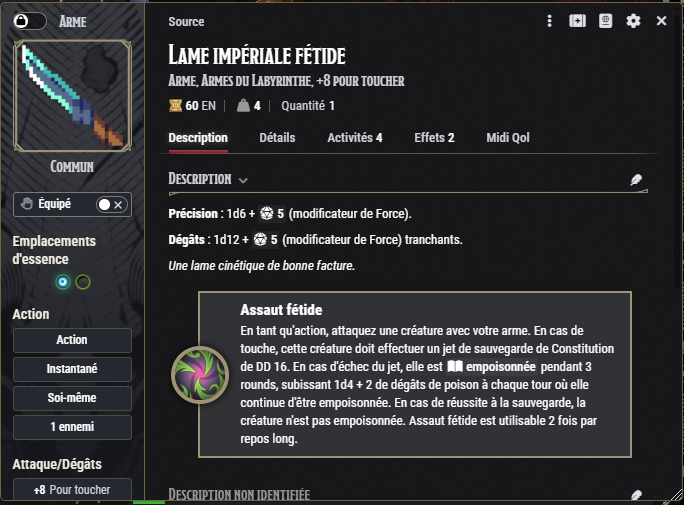 Arme
Commun
Équipé
Emplacements
d'essence
Action
Action
Instantané
Soi-même
1 ennemi
Attaque/Dégâts
+8 Pour toucher
Source
Lame impériale fétide
Arme, Armes du Labyrinthe, +8 pour toucher
60 EN | 4 | Quantité 1
Description Détails Activités 4 Effets 2 Midi Qol
Description
Précision : 1d6 + 5 (modificateur de Force).
Dégâts : 1d12 + 5 (modificateur de Force) tranchants.
Une lame cinétique de bonne facture.
Assaut fétide
En tant qu'action, attaquez une créature avec votre arme. En cas de
touche, cette créature doit effectuer un jet de sauvegarde de Constitution
de DD 16. En cas d'échec du jet, elle est empoisonnée pendant 3
rounds, subissant 1d4 + 2 de dégâts de poison à chaque tour où elle
continue d'être empoisonnée. En cas de réussite à la sauvegarde, la
créature n'est pas empoisonnée. Assaut fétide est utilisable 2 fois par
repos long.
Description non identifiée